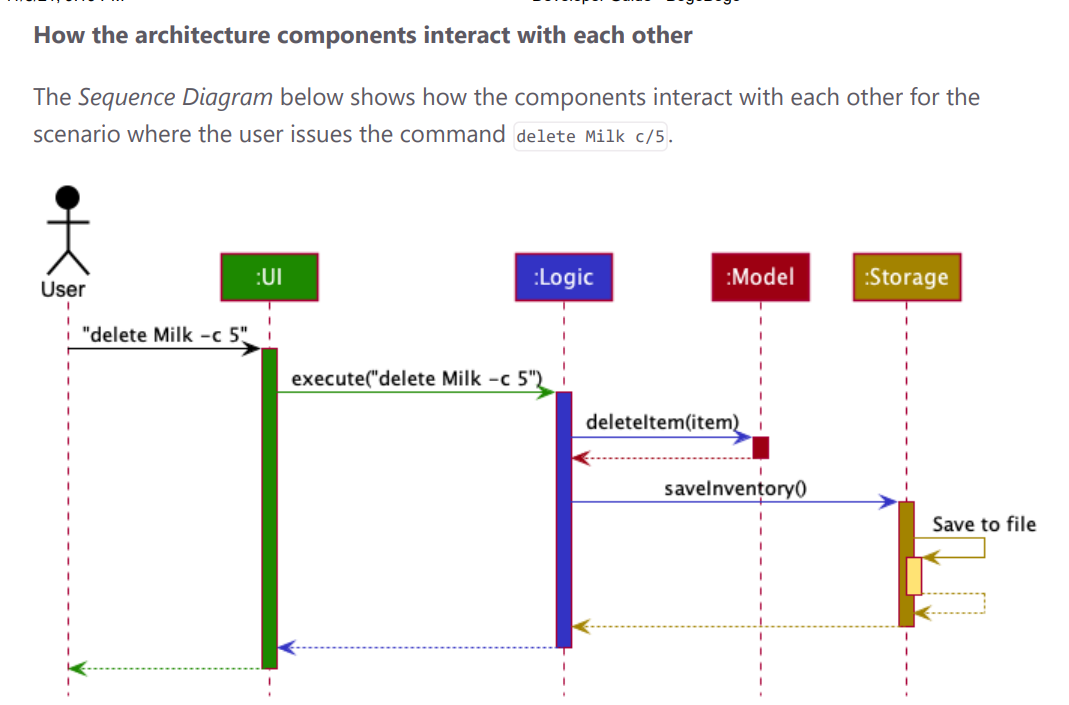 How the architecture components interact with each other
The Sequence Diagram below shows how the components interact with each other for the
scenario where the user issues the command delete Milk c/5.
User
:UI
:Logic
:Model
:Storage
"delete Milk -c 5"
execute("delete Milk -c 5")
deleteItem(item)
saveInventory()
Save to file